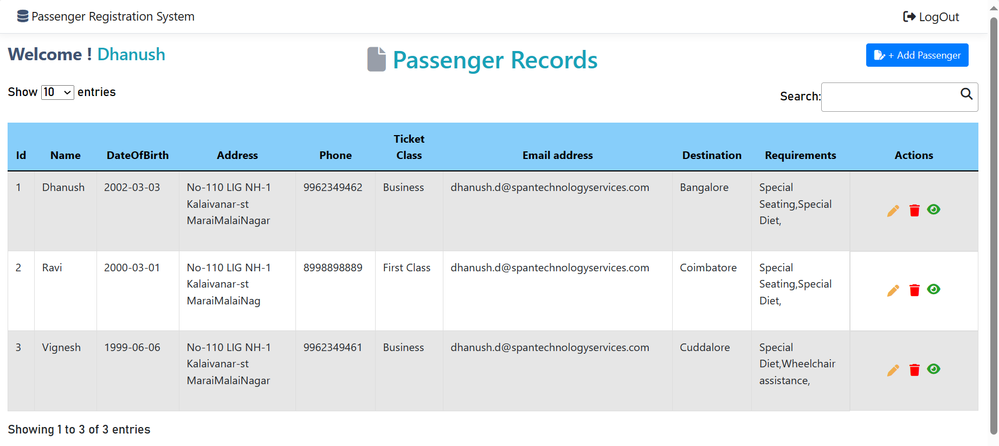 Passenger Registration System
LogOut
Welcome ! Dhanush
Passenger Records
+ Add Passenger
Show 10 entries
Search:
Id Name DateOfBirth Address Phone Ticket Class Email address Destination Requirements Actions
1 Dhanush 2002-03-03 No-110 LIG NH-1 9962349462 Business dhanush.d@spantechnologyservices.com Bangalore Special
Kalaivanar-st Seating,Special
MaraiMalaiNagar Diet,
2 Ravi 2000-03-01 No-110 LIG NH-1 8998898889 First Class dhanush.d@spantechnologyservices.com Coimbatore Special
Kalaivanar-st Seating,Special
MaraiMalaiNag Diet,
3 Vignesh 1999-06-06 No-110 LIG NH-1 9962349461 Business dhanush.d@spantechnologyservices.com Cuddalore Special
Kalaivanar-st Diet,Wheelchair
MaraiMalaiNagar assistance,
Showing 1 to 3 of 3 entries